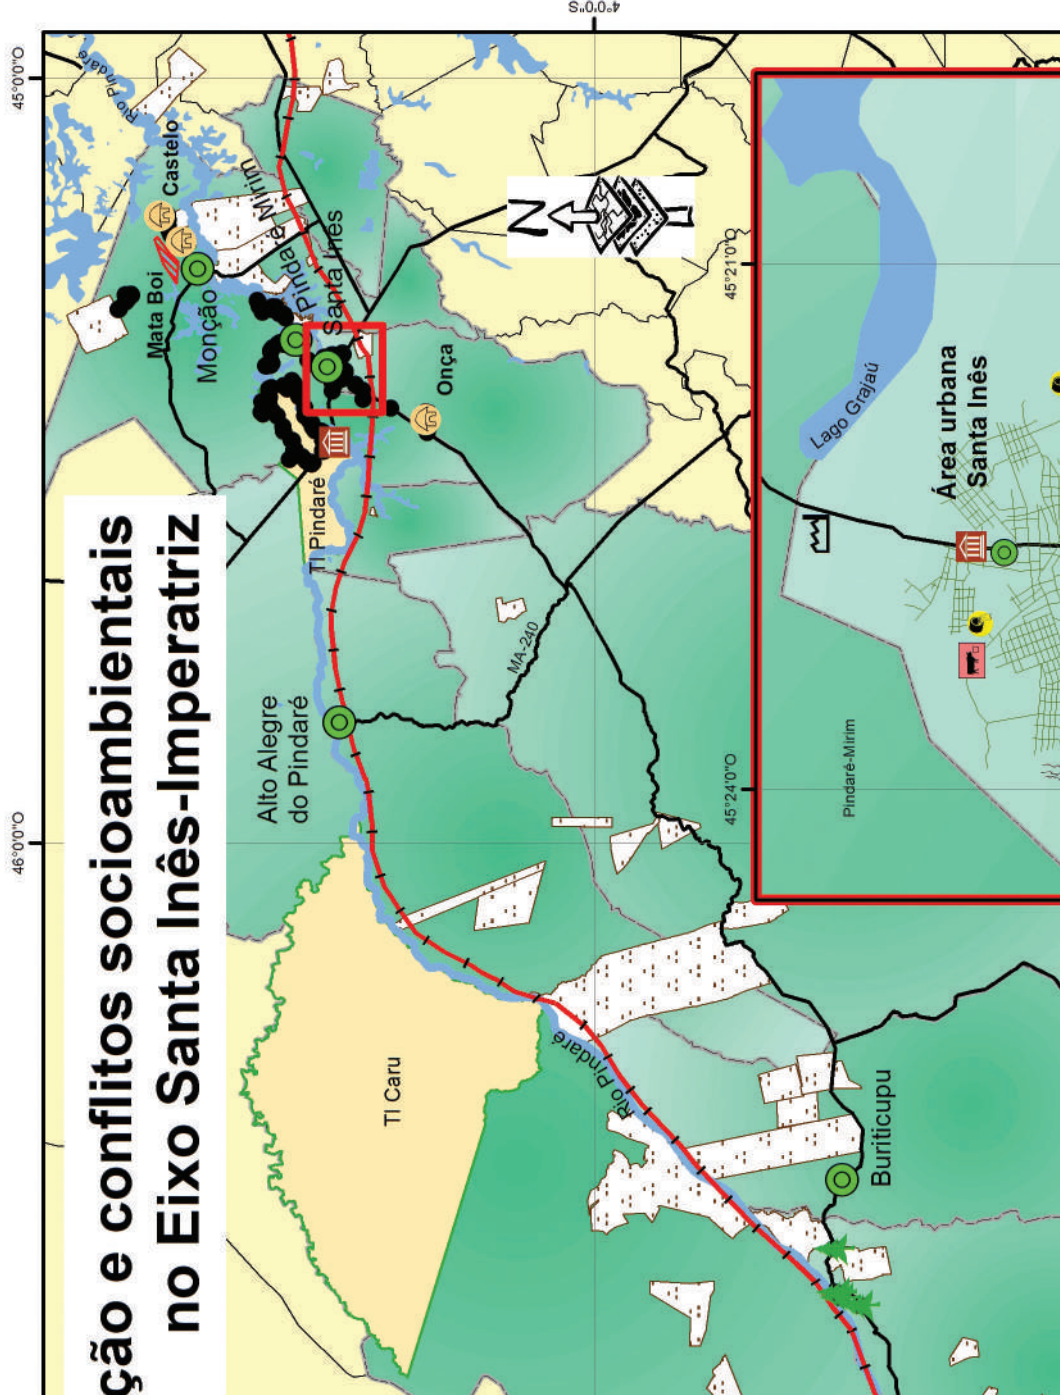 ção e conflitos socioambientais
no Eixo Santa Inês-Imperatriz
46°0'0"O
45°0'0"O
4°0'0"S
Rio Pindaré
Castelo
Mata Boi
Monção
Pindaré Mirim
Santa Inês
Onça
TI Pindaré
Alto Alegre
do Pindaré
MA-240
TI Caru
Rio Pindaré
Buriticupu
N
45°24'0"O
45°21'0"O
Lago Grajaú
Área urbana
Santa Inês
Pindaré-Mirim